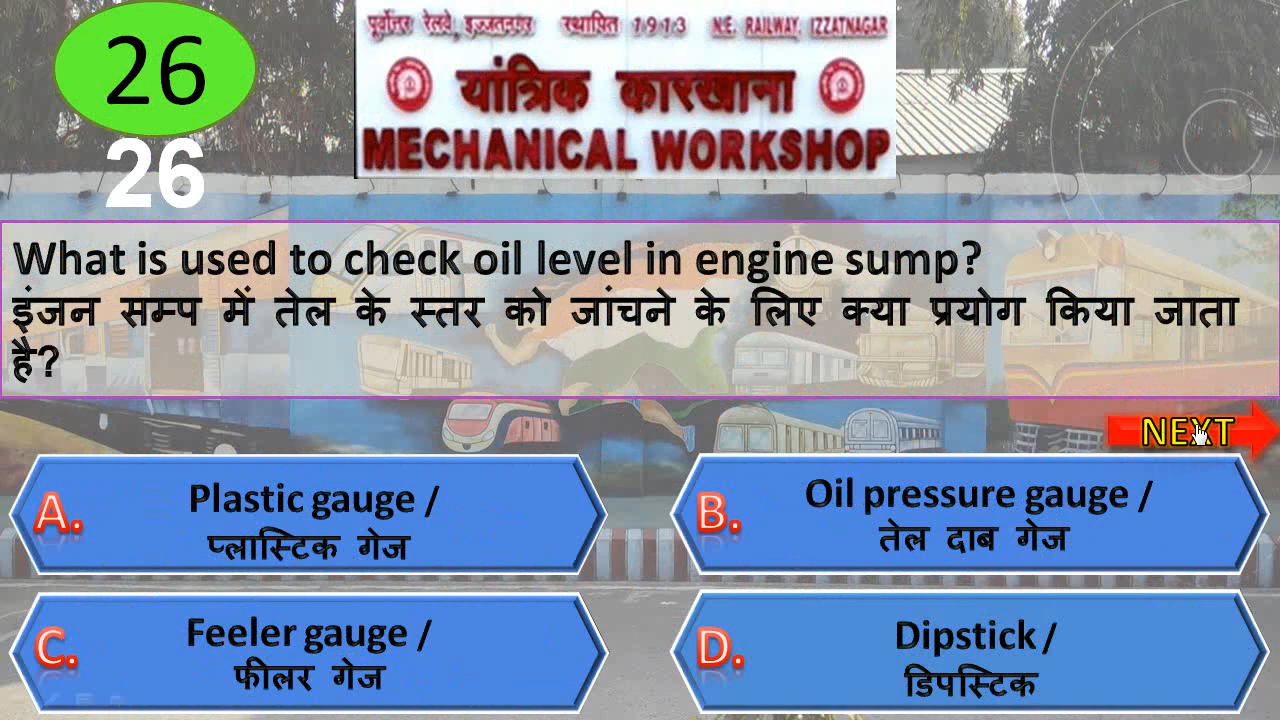 26
26
पूर्वोत्तर रेलवे, इज्जतनगर स्थापित 1913 N.E. RAILWAY, IZZATNAGAR
यांत्रिक कारखाना
MECHANICAL WORKSHOP
What is used to check oil level in engine sump?
इंजन सम्प में तेल के स्तर को जांचने के लिए क्या प्रयोग किया जाता
है?
NEXT
A. Plastic gauge /
प्लास्टिक गेज
B. Oil pressure gauge /
तेल दाब गेज
C. Feeler gauge /
फीलर गेज
D. Dipstick /
डिपस्टिक